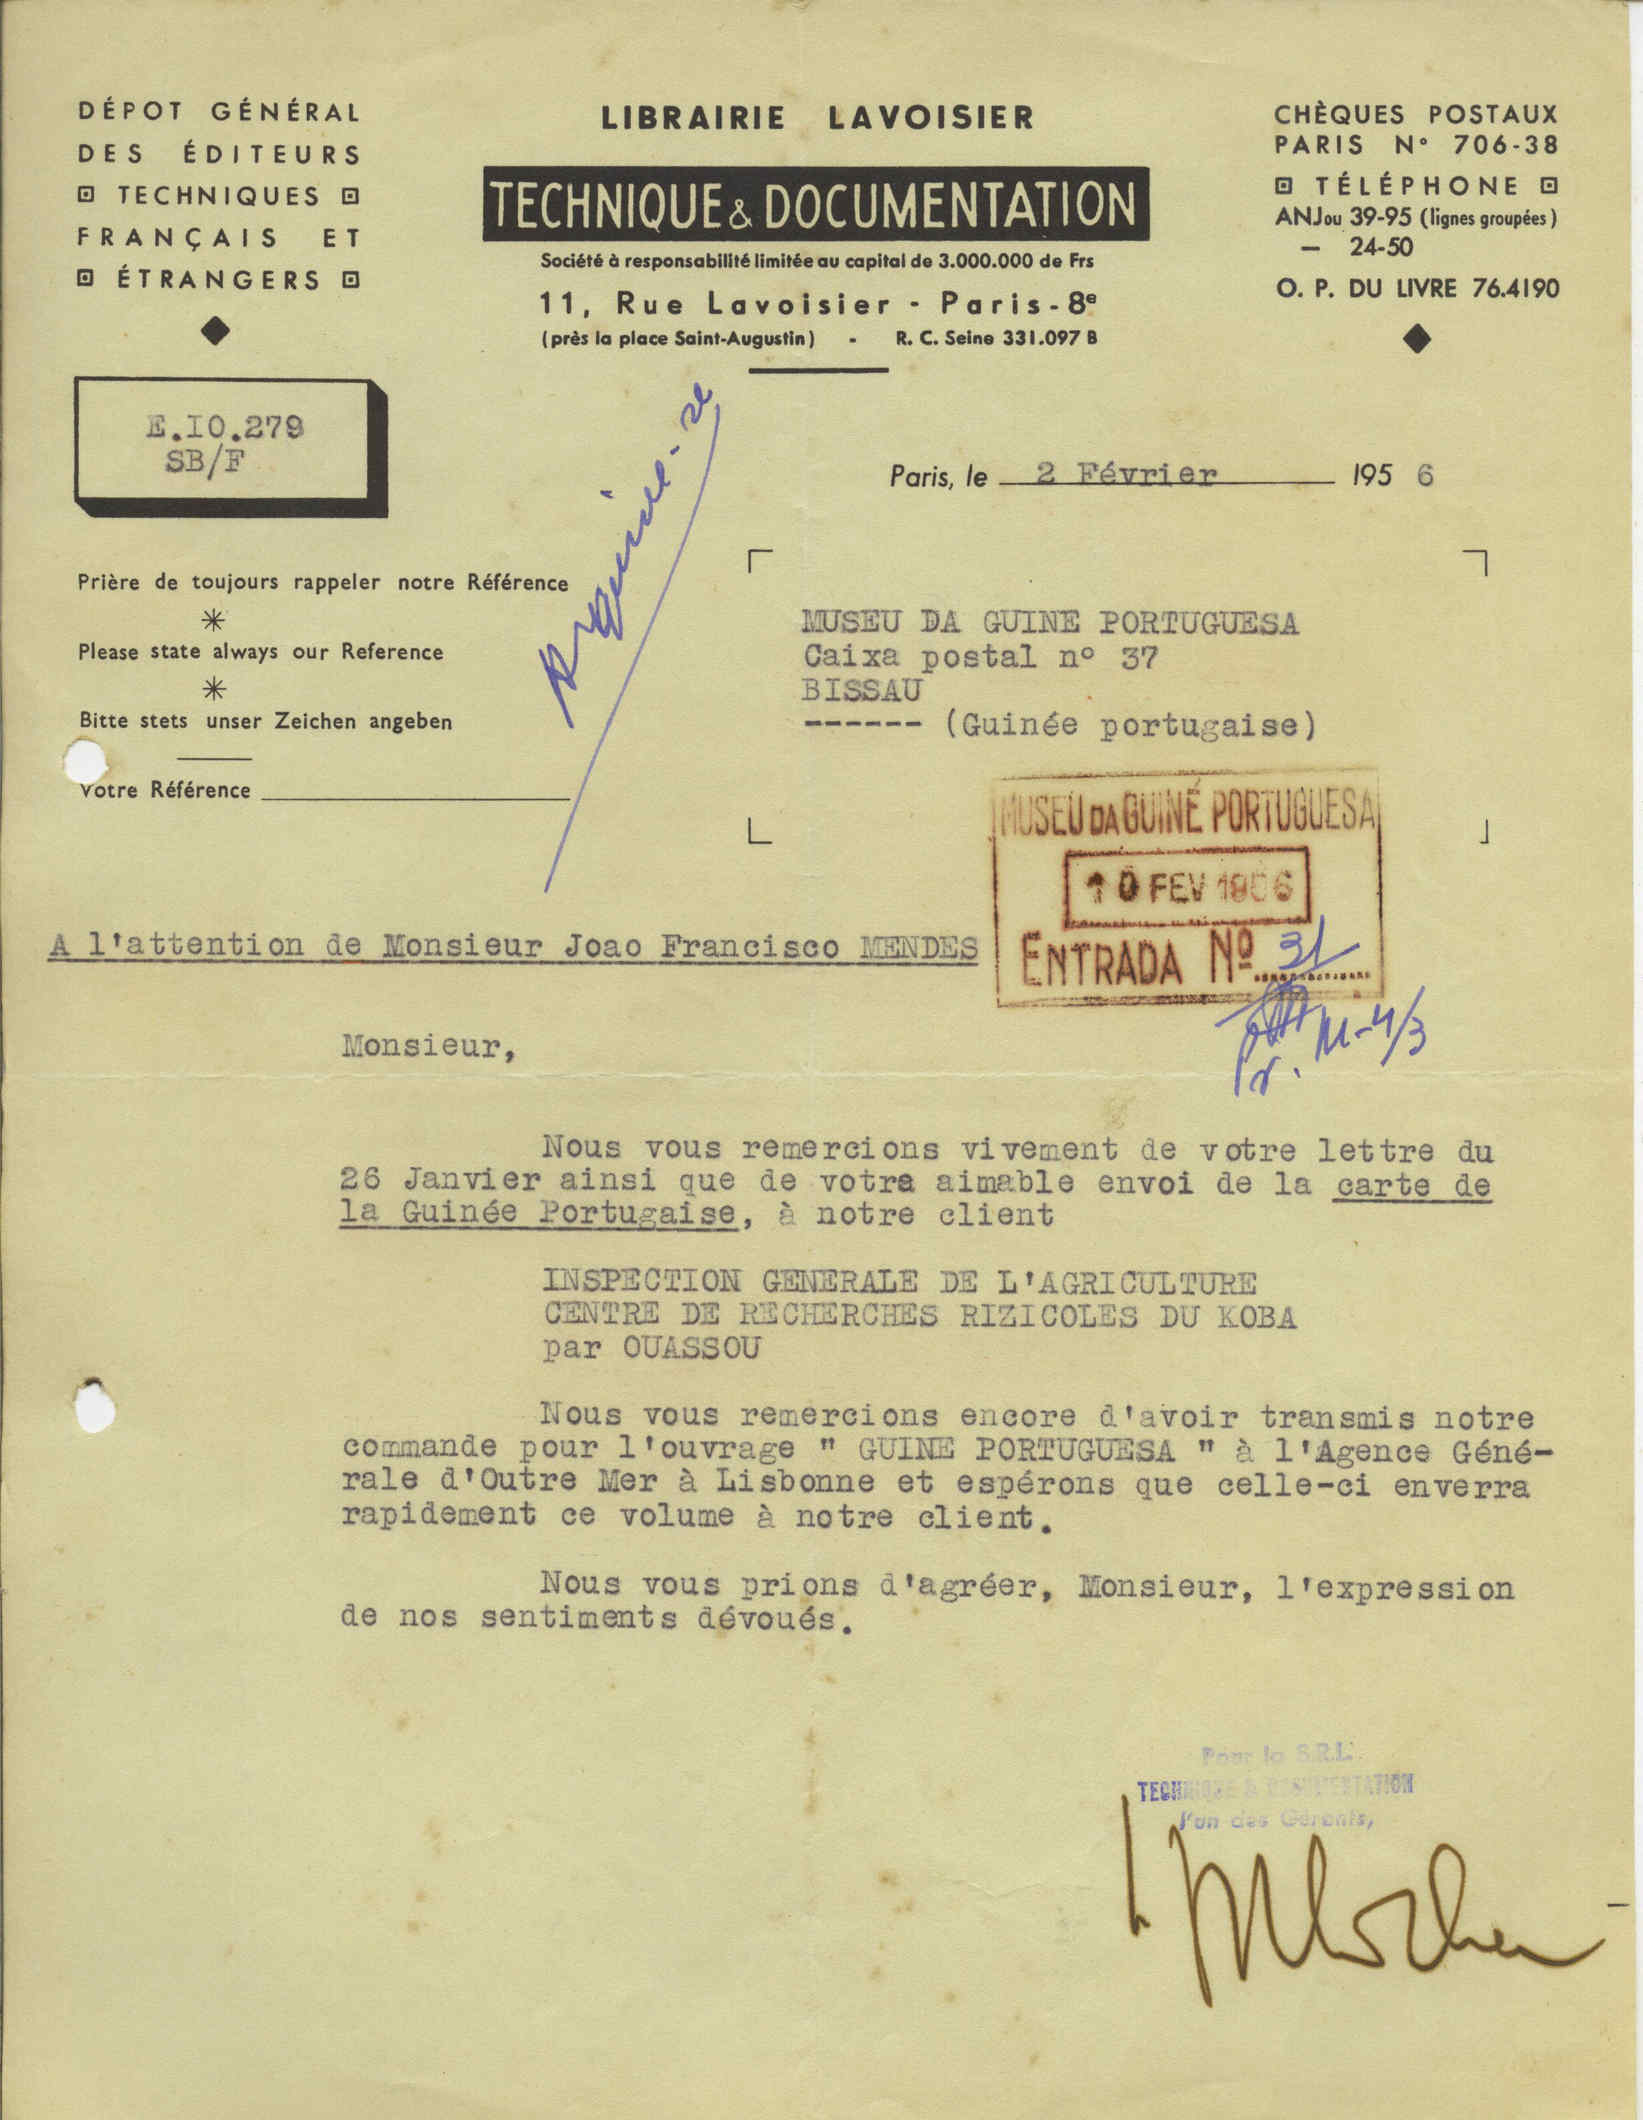 DÉPOT GÉNÉRAL
DES ÉDITEURS
TECHNIQUES
FRANÇAIS ET
ÉTRANGERS
LIBRAIRIE LAVOISIER
TECHNIQUE & DOCUMENTATION
Société à responsabilité limitée au capital de 3.000.000 de Frs
11, Rue Lavoisier - Paris-8e
(près la place Saint-Augustin) - R. C. Seine 331.097 B
CHÈQUES POSTAUX
PARIS N° 706-38
TÉLÉPHONE
ANJou 39-95 (lignes groupées)
— 24-50
O. P. DU LIVRE 76.4190
E.IO.279
SB/F
Paris, le 2 Février 195 6
Prière de toujours rappeler notre Référence
Please state always our Reference
Bitte stets unser Zeichen angeben
Votre Référence
MUSEU DA GUINE PORTUGUESA
Caixa postal n° 37
BISSAU
------ (Guinée portugaise)
Arquive-se
MUSEU DA GUINÉ PORTUGUESA
10 FEV 1956
ENTRADA Nº 31
M-4/3
A l'attention de Monsieur Joao Francisco MENDES
Monsieur,
Nous vous remercions vivement de votre lettre du
26 Janvier ainsi que de votre aimable envoi de la carte de
la Guinée Portugaise, à notre client
INSPECTION GENERALE DE L'AGRICULTURE
CENTRE DE RECHERCHES RIZICOLES DU KOBA
par OUASSOU
Nous vous remercions encore d'avoir transmis notre
commande pour l'ouvrage " GUINE PORTUGUESA " à l'Agence Géné-
rale d'Outre Mer à Lisbonne et espérons que celle-ci enverra
rapidement ce volume à notre client.
Nous vous prions d'agréer, Monsieur, l'expression
de nos sentiments dévoués.
Pour la S.R.L.
TECHNIQUE & DOCUMENTATION
l'un des Gérants,